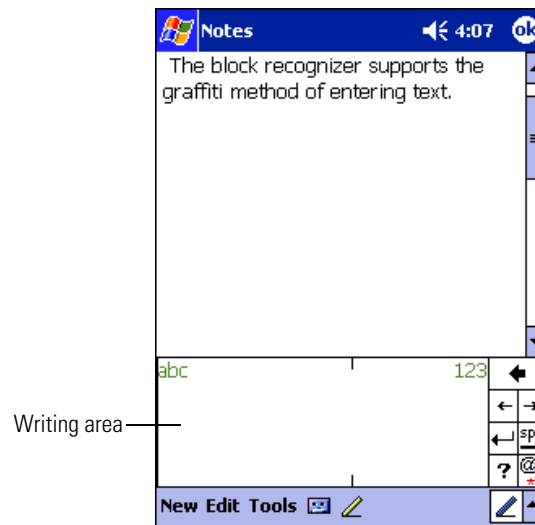 Notes 4:07 ok
The block recognizer supports the
graffiti method of entering text.
abc 123
Writing area
sp
? @
*
New Edit Tools